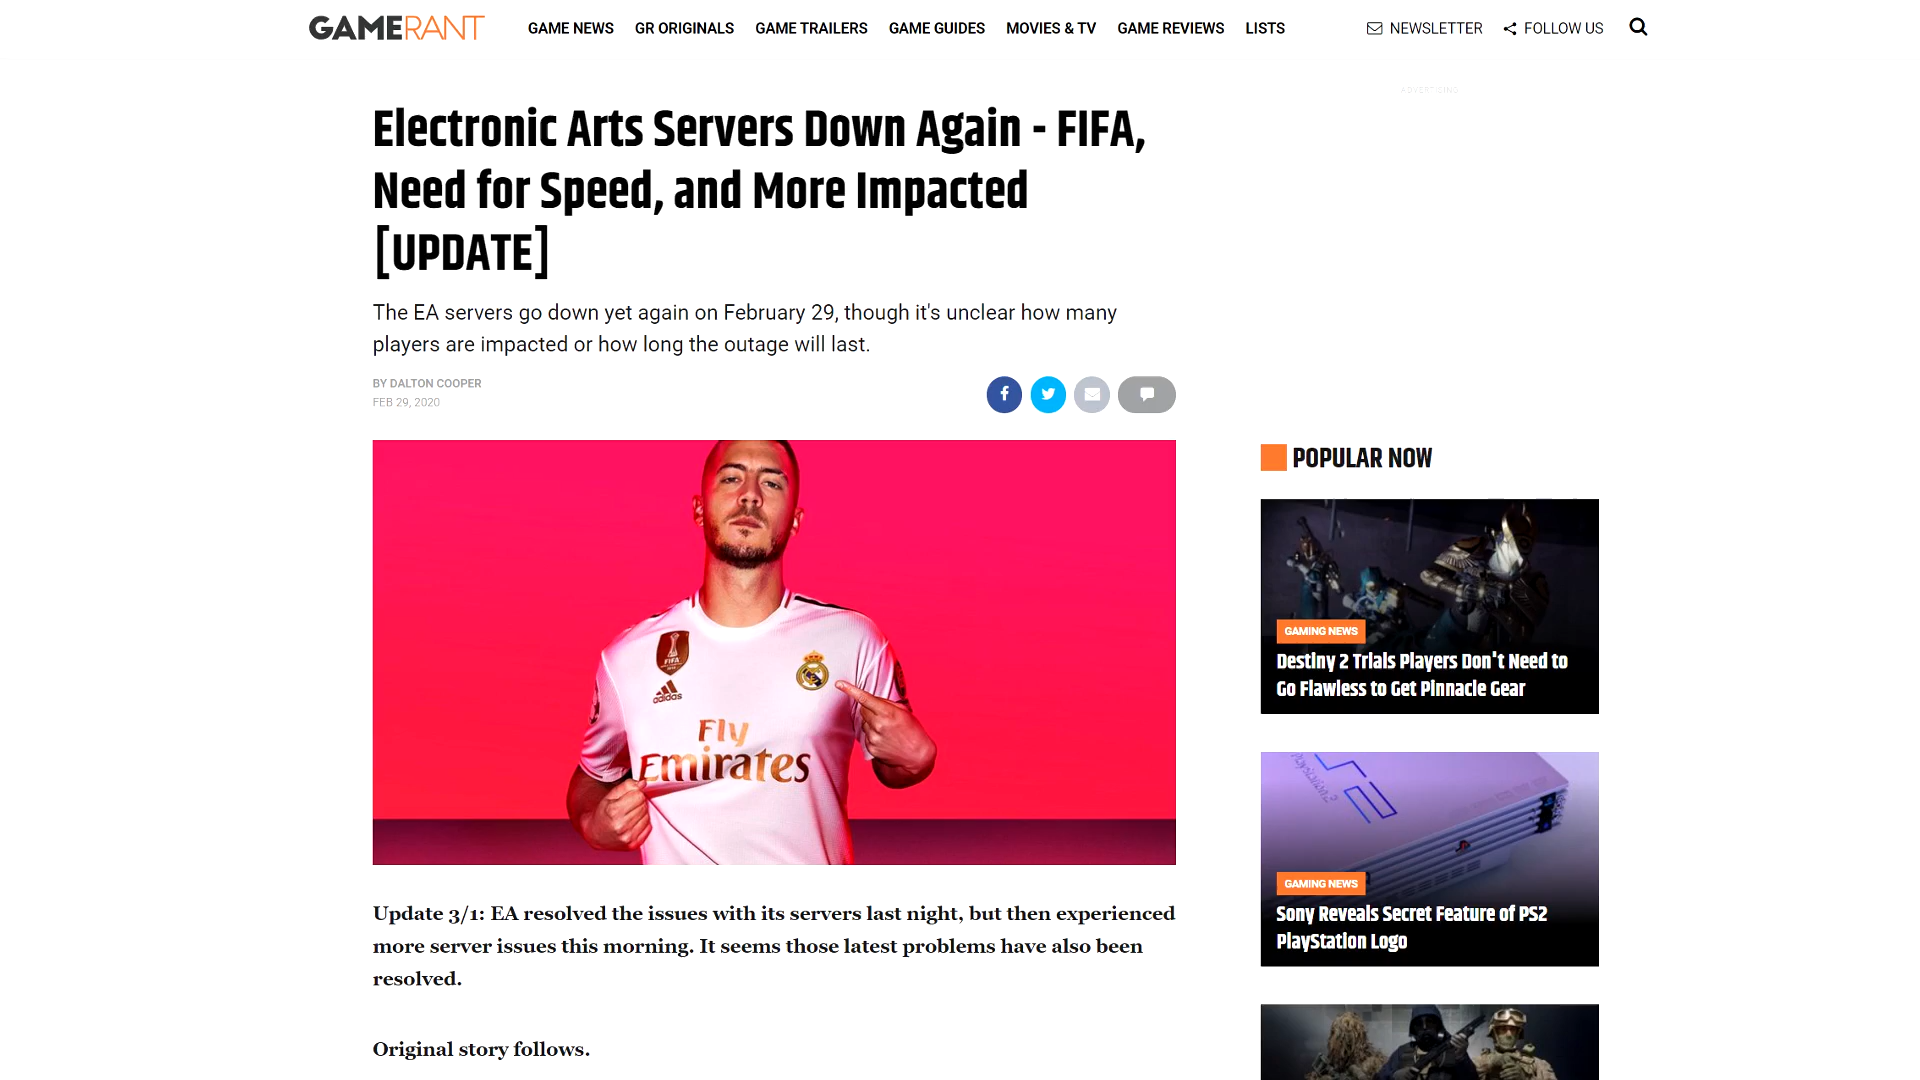 GAMERANT
GAME NEWS
GR ORIGINALS
GAME TRAILERS
GAME GUIDES
MOVIES & TV
GAME REVIEWS
LISTS
NEWSLETTER
FOLLOW US
ADVERTISING
Electronic Arts Servers Down Again - FIFA,
Need for Speed, and More Impacted
[UPDATE]
The EA servers go down yet again on February 29, though it's unclear how many
players are impacted or how long the outage will last.
BY DALTON COOPER
FEB 29, 2020
FIFA
adidas
Fly
Emirates
Update 3/1: EA resolved the issues with its servers last night, but then experienced
more server issues this morning. It seems those latest problems have also been
resolved.
Original story follows.
POPULAR NOW
GAMING NEWS
Destiny 2 Trials Players Don't Need to
Go Flawless to Get Pinnacle Gear
PlayStation 2
GAMING NEWS
Sony Reveals Secret Feature of PS2
PlayStation Logo